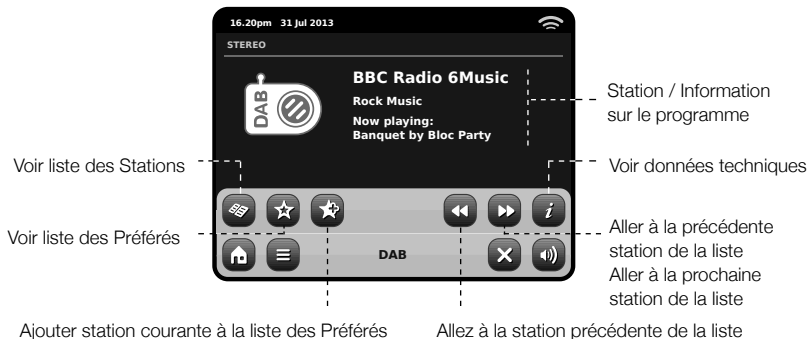 16.20pm 31 Jul 2013
STEREO
DAB
BBC Radio 6Music
Rock Music
Now playing:
Banquet by Bloc Party
Station / Information
sur le programme
Voir liste des Stations
Voir données techniques
i
Voir liste des Préférés
Aller à la précédente
station de la liste
Aller à la prochaine
station de la liste
DAB
Ajouter station courante à la liste des Préférés
Allez à la station précédente de la liste